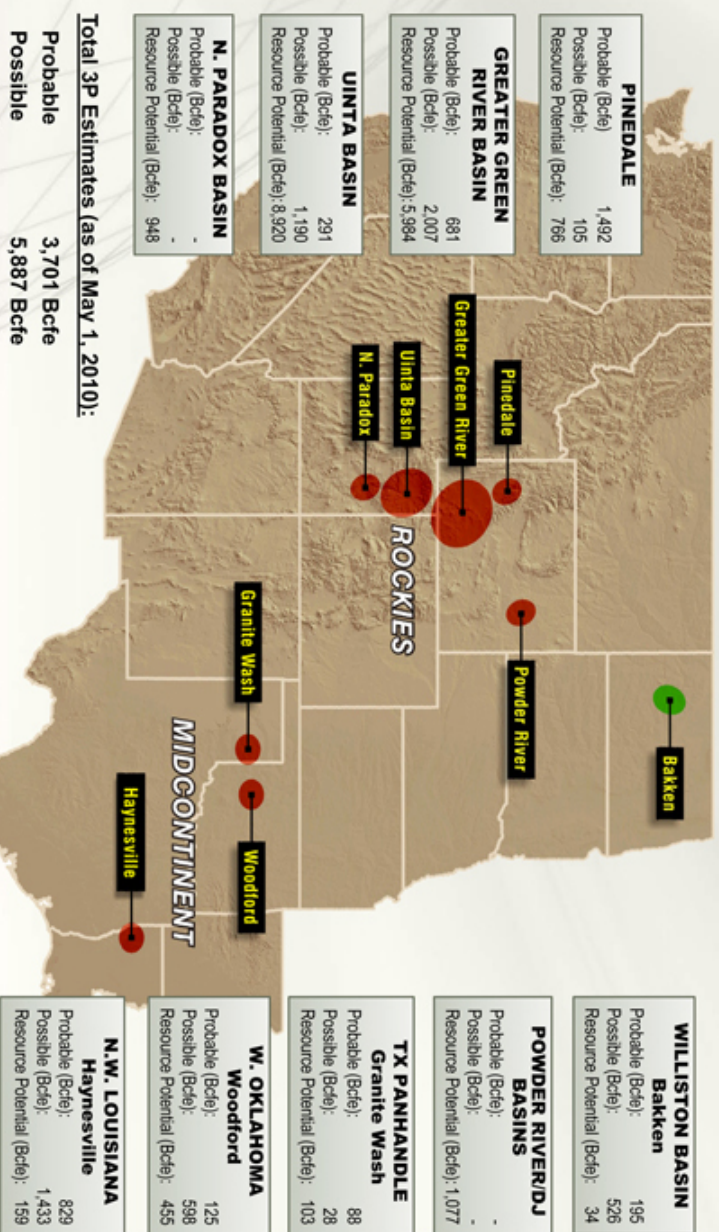 PINEDALE
Probable (Bcfe) 1,492
Possible (Bcfe): 105
Resource Potential (Bcfe): 766
GREATER GREEN
RIVER BASIN
Probable (Bcfe): 681
Possible (Bcfe): 2,007
Resource Potential (Bcfe): 5,984
UINTA BASIN
Probable (Bcfe): 291
Possible (Bcfe): 1,190
Resource Potential (Bcfe): 8,920
N. PARADOX BASIN
Probable (Bcfe): -
Possible (Bcfe): -
Resource Potential (Bcfe): 948
Total 3P Estimates (as of May 1, 2010):
Probable 3,701 Bcfe
Possible 5,887 Bcfe
Bakken
Pinedale
Powder River
Greater Green River
Uinta Basin
N. Paradox
ROCKIES
Granite Wash
Woodford
MIDCONTINENT
Haynesville
WILLISTON BASIN
Bakken
Probable (Bcfe): 195
Possible (Bcfe): 526
Resource Potential (Bcfe): 34
POWDER RIVER/DJ
BASINS
Probable (Bcfe): -
Possible (Bcfe): -
Resource Potential (Bcfe): 1,077
TX PANHANDLE
Granite Wash
Probable (Bcfe): 88
Possible (Bcfe): 28
Resource Potential (Bcfe): 103
W. OKLAHOMA
Woodford
Probable (Bcfe): 125
Possible (Bcfe): 598
Resource Potential (Bcfe): 455
N.W. LOUISIANA
Haynesville
Probable (Bcfe): 829
Possible (Bcfe): 1,433
Resource Potential (Bcfe): 159